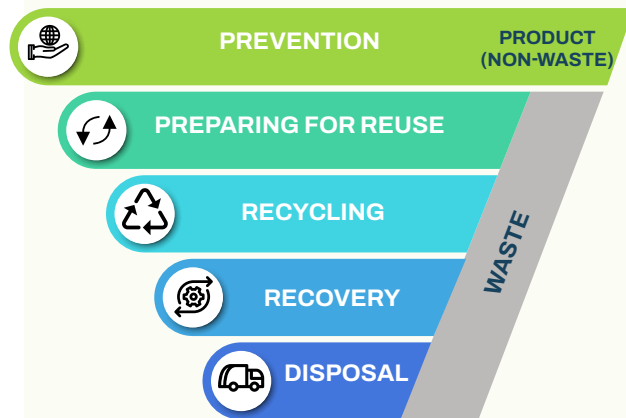 PREVENTION
PRODUCT
(NON-WASTE)
PREPARING FOR REUSE
RECYCLING
WASTE
RECOVERY
DISPOSAL